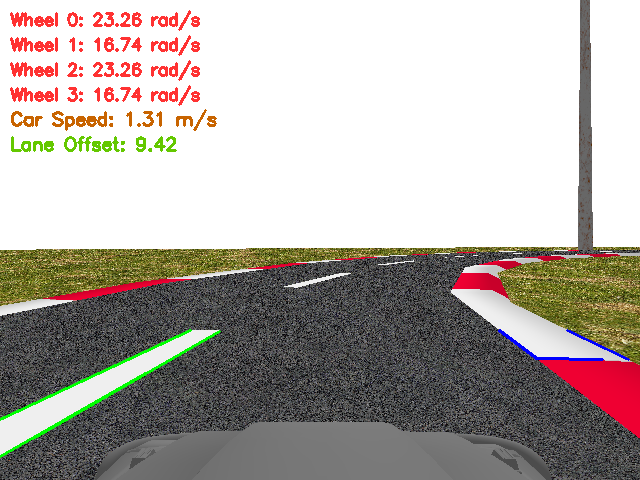 Wheel 0: 23.26 rad/s
Wheel 1: 16.74 rad/s
Wheel 2: 23.26 rad/s
Wheel 3: 16.74 rad/s
Car Speed: 1.31 m/s
Lane Offset: 9.42